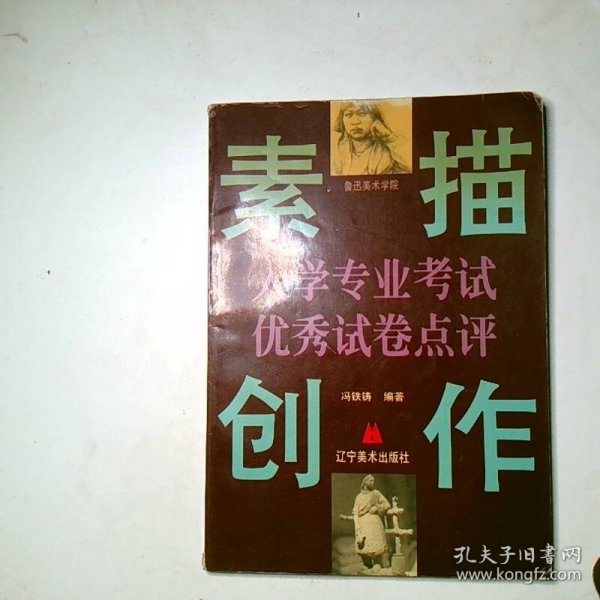 素描
鲁迅美术学院
入学专业考试
优秀试卷点评
冯铁铸 编著
创作
辽宁美术出版社
孔夫子旧书网
www.kongfz.com